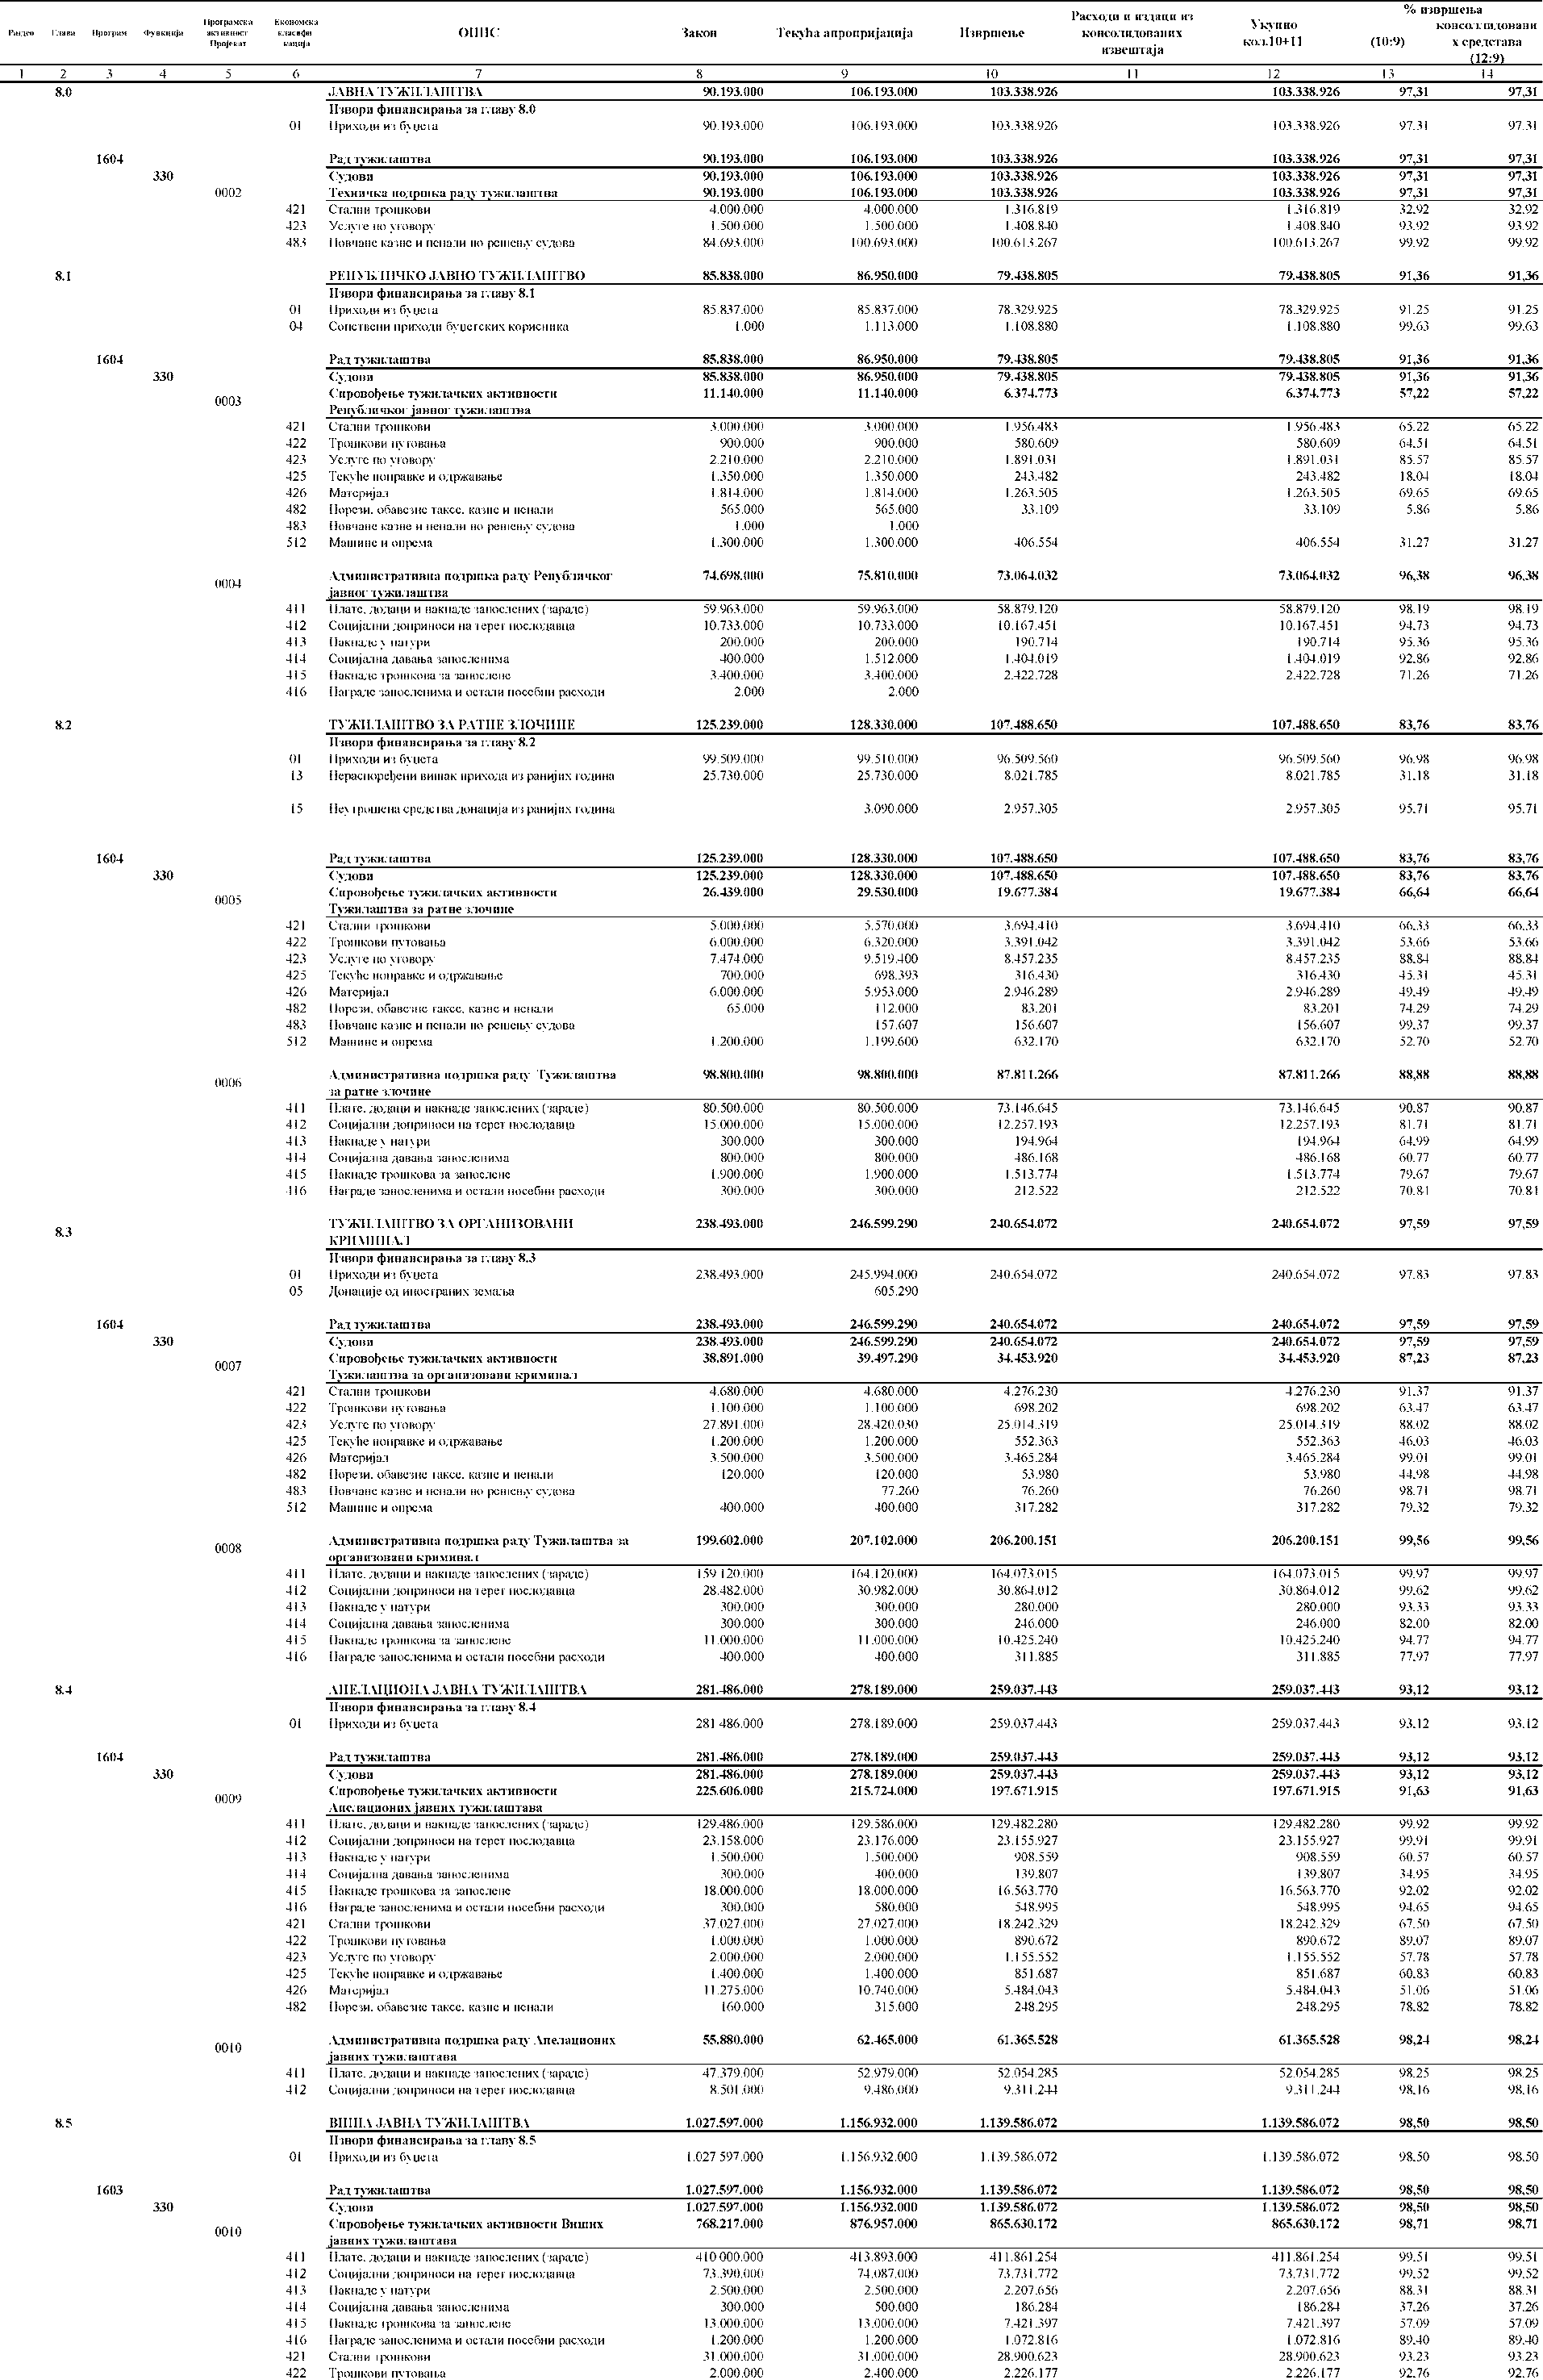 Раздео Глава Програм Функција Програмска активност/Пројекат Економска класификација ОПИС Закон Текућа апропријација Извршење Расходи и издаци из консолидованих извештаја Укупно кол.10+11 % извршења (10:9) консолидованих средстава (12:9)
1 2 3 4 5 6 7 8 9 10 11 12 13 14
8.0 ЈАВНА ТУЖИЛАШТВА 90.193.000 106.193.000 103.338.926 103.338.926 97,31 97,31
Извори финансирања за главу 8.0
01 Приходи из буџета 90.193.000 106.193.000 103.338.926 103.338.926 97,31 97,31
1604 Рад тужилаштва 90.193.000 106.193.000 103.338.926 103.338.926 97,31 97,31
330 Судови 90.193.000 106.193.000 103.338.926 103.338.926 97,31 97,31
0002 Техничка подршка раду тужилаштва 90.193.000 106.193.000 103.338.926 103.338.926 97,31 97,31
421 Стални трошкови 4.000.000 4.000.000 1.316.819 1.316.819 32,92 32,92
423 Услуге по уговору 1.500.000 1.500.000 1.408.840 1.408.840 93,92 93,92
483 Новчане казне и пенали по решењу судова 84.693.000 100.693.000 100.613.267 100.613.267 99,92 99,92
8.1 РЕПУБЛИЧКО ЈАВНО ТУЖИЛАШТВО 85.838.000 86.950.000 79.438.805 79.438.805 91,36 91,36
Извори финансирања за главу 8.1
01 Приходи из буџета 85.837.000 85.837.000 78.329.925 78.329.925 91,25 91,25
04 Сопствени приходи буџетских корисника 1.000 1.113.000 1.108.880 1.108.880 99,63 99,63
1604 Рад тужилаштва 85.838.000 86.950.000 79.438.805 79.438.805 91,36 91,36
330 Судови 85.838.000 86.950.000 79.438.805 79.438.805 91,36 91,36
0003 Спровођење тужилачких активности 11.140.000 11.140.000 6.374.773 6.374.773 57,22 57,22
Републичког јавног тужилаштва
421 Стални трошкови 3.000.000 3.000.000 1.956.483 1.956.483 65,22 65,22
422 Трошкови путовања 900.000 900.000 580.609 580.609 64,51 64,51
423 Услуге по уговору 2.210.000 2.210.000 1.891.031 1.891.031 85,57 85,57
425 Текуће поправке и одржавање 1.350.000 1.350.000 243.482 243.482 18,04 18,04
426 Материјал 1.814.000 1.814.000 1.263.505 1.263.505 69,65 69,65
482 Порези, обавезне таксе, казне и пенали 565.000 565.000 33.109 33.109 5,86 5,86
483 Новчане казне и пенали по решењу судова 1.000 1.000
512 Машине и опрема 1.300.000 1.300.000 406.554 406.554 31,27 31,27
0004 Административна подршка раду Републичког 74.698.000 75.810.000 73.064.032 73.064.032 96,38 96,38
јавног тужилаштва
411 Плате, додаци и накнаде запослених (зараде) 59.963.000 59.963.000 58.879.120 58.879.120 98,19 98,19
412 Социјални доприноси на терет послодавца 10.733.000 10.733.000 10.167.451 10.167.451 94,73 94,73
413 Накнаде у натури 200.000 200.000 190.714 190.714 95,36 95,36
414 Социјална давања запосленима 400.000 1.512.000 1.404.019 1.404.019 92,86 92,86
415 Накнаде трошкова за запослене 3.400.000 3.400.000 2.422.728 2.422.728 71,26 71,26
416 Награде запосленима и остали посебни расходи 2.000 2.000
8.2 ТУЖИЛАШТВО ЗА РАТНЕ ЗЛОЧИНЕ 125.239.000 128.330.000 107.488.650 107.488.650 83,76 83,76
Извори финансирања за главу 8.2
01 Приходи из буџета 99.509.000 99.510.000 96.509.560 96.509.560 96,98 96,98
13 Нераспоређени вишак прихода из ранијих година 25.730.000 25.730.000 8.021.785 8.021.785 31,18 31,18
15 Неутрошена средства донација из ранијих година 3.090.000 2.957.305 2.957.305 95,71 95,71
1604 Рад тужилаштва 125.239.000 128.330.000 107.488.650 107.488.650 83,76 83,76
330 Судови 125.239.000 128.330.000 107.488.650 107.488.650 83,76 83,76
0005 Спровођење тужилачких активности 26.439.000 29.530.000 19.677.384 19.677.384 66,64 66,64
Тужилаштва за ратне злочине
421 Стални трошкови 5.000.000 5.570.000 3.694.410 3.694.410 66,33 66,33
422 Трошкови путовања 6.000.000 6.320.000 3.391.042 3.391.042 53,66 53,66
423 Услуге по уговору 7.474.000 9.519.400 8.457.235 8.457.235 88,84 88,84
425 Текуће поправке и одржавање 700.000 698.393 316.430 316.430 45,31 45,31
426 Материјал 6.000.000 5.953.000 2.946.289 2.946.289 49,49 49,49
482 Порези, обавезне таксе, казне и пенали 65.000 112.000 83.201 83.201 74,29 74,29
483 Новчане казне и пенали по решењу судова 157.607 156.607 156.607 99,37 99,37
512 Машине и опрема 1.200.000 1.199.600 632.170 632.170 52,70 52,70
0006 Административна подршка раду Тужилаштва 98.800.000 98.800.000 87.811.266 87.811.266 88,88 88,88
за ратне злочине
411 Плате, додаци и накнаде запослених (зараде) 80.500.000 80.500.000 73.146.645 73.146.645 90,87 90,87
412 Социјални доприноси на терет послодавца 15.000.000 15.000.000 12.257.193 12.257.193 81,71 81,71
413 Накнаде у натури 300.000 300.000 194.964 194.964 64,99 64,99
414 Социјална давања запосленима 800.000 800.000 486.168 486.168 60,77 60,77
415 Накнаде трошкова за запослене 1.900.000 1.900.000 1.513.774 1.513.774 79,67 79,67
416 Награде запосленима и остали посебни расходи 300.000 300.000 212.522 212.522 70,84 70,84
8.3 ТУЖИЛАШТВО ЗА ОРГАНИЗОВАНИ 238.493.000 246.599.290 240.654.072 240.654.072 97,59 97,59
КРИМИНАЛ
Извори финансирања за главу 8.3
01 Приходи из буџета 238.493.000 245.994.000 240.654.072 240.654.072 97,83 97,83
05 Донације од иностраних земаља 605.290
1604 Рад тужилаштва 238.493.000 246.599.290 240.654.072 240.654.072 97,59 97,59
330 Судови 238.493.000 246.599.290 240.654.072 240.654.072 97,59 97,59
0007 Спровођење тужилачких активности 38.891.000 39.497.290 34.453.920 34.453.920 87,23 87,23
Тужилаштва за организовани криминал
421 Стални трошкови 4.680.000 4.680.000 4.276.230 4.276.230 91,37 91,37
422 Трошкови путовања 1.100.000 1.100.000 698.202 698.202 63,47 63,47
423 Услуге по уговору 27.891.000 28.420.030 25.014.319 25.014.319 88,02 88,02
425 Текуће поправке и одржавање 1.200.000 1.200.000 552.363 552.363 46,03 46,03
426 Материјал 3.500.000 3.500.000 3.465.284 3.465.284 99,01 99,01
482 Порези, обавезне таксе, казне и пенали 120.000 120.000 53.980 53.980 44,98 44,98
483 Новчане казне и пенали по решењу судова 77.260 76.260 76.260 98,71 98,71
512 Машине и опрема 400.000 400.000 317.282 317.282 79,32 79,32
0008 Административна подршка раду Тужилаштва за 199.602.000 207.102.000 206.200.151 206.200.151 99,56 99,56
организовани криминал
411 Плате, додаци и накнаде запослених (зараде) 159.120.000 164.120.000 164.073.015 164.073.015 99,97 99,97
412 Социјални доприноси на терет послодавца 28.482.000 30.982.000 30.864.012 30.864.012 99,62 99,62
413 Накнаде у натури 300.000 300.000 280.000 280.000 93,33 93,33
414 Социјална давања запосленима 300.000 300.000 246.000 246.000 82,00 82,00
415 Накнаде трошкова за запослене 11.000.000 11.000.000 10.425.240 10.425.240 94,77 94,77
416 Награде запосленима и остали посебни расходи 400.000 400.000 311.885 311.885 77,97 77,97
8.4 АПЕЛАЦИОНА ЈАВНА ТУЖИЛАШТВА 281.486.000 278.189.000 259.037.443 259.037.443 93,12 93,12
Извори финансирања за главу 8.4
01 Приходи из буџета 281.486.000 278.189.000 259.037.443 259.037.443 93,12 93,12
1604 Рад тужилаштва 281.486.000 278.189.000 259.037.443 259.037.443 93,12 93,12
330 Судови 281.486.000 278.189.000 259.037.443 259.037.443 93,12 93,12
0009 Спровођење тужилачких активности 225.606.000 215.724.000 197.671.915 197.671.915 91,63 91,63
Апелационих јавних тужилаштава
411 Плате, додаци и накнаде запослених (зараде) 129.486.000 129.586.000 129.482.280 129.482.280 99,92 99,92
412 Социјални доприноси на терет послодавца 23.158.000 23.176.000 23.155.927 23.155.927 99,91 99,91
413 Накнаде у натури 1.500.000 1.500.000 908.559 908.559 60,57 60,57
414 Социјална давања запосленима 300.000 400.000 139.807 139.807 34,95 34,95
415 Накнаде трошкова за запослене 18.000.000 18.000.000 16.563.770 16.563.770 92,02 92,02
416 Награде запосленима и остали посебни расходи 300.000 580.000 548.995 548.995 94,65 94,65
421 Стални трошкови 37.027.000 27.027.000 18.242.329 18.242.329 67,50 67,50
422 Трошкови путовања 1.000.000 1.000.000 890.672 890.672 89,07 89,07
423 Услуге по уговору 2.000.000 2.000.000 1.155.552 1.155.552 57,78 57,78
425 Текуће поправке и одржавање 1.400.000 1.400.000 851.687 851.687 60,83 60,83
426 Материјал 11.275.000 10.740.000 5.484.043 5.484.043 51,06 51,06
482 Порези, обавезне таксе, казне и пенали 160.000 315.000 248.295 248.295 78,82 78,82
0010 Административна подршка раду Апелационих 55.880.000 62.465.000 61.365.528 61.365.528 98,24 98,24
јавних тужилаштава
411 Плате, додаци и накнаде запослених (зараде) 47.379.000 52.979.000 52.054.285 52.054.285 98,25 98,25
412 Социјални доприноси на терет послодавца 8.501.000 9.486.000 9.311.244 9.311.244 98,16 98,16
8.5 ВИША ЈАВНА ТУЖИЛАШТВА 1.027.597.000 1.156.932.000 1.139.586.072 1.139.586.072 98,50 98,50
Извори финансирања за главу 8.5
01 Приходи из буџета 1.027.597.000 1.156.932.000 1.139.586.072 1.139.586.072 98,50 98,50
1603 Рад тужилаштва 1.027.597.000 1.156.932.000 1.139.586.072 1.139.586.072 98,50 98,50
330 Судови 1.027.597.000 1.156.932.000 1.139.586.072 1.139.586.072 98,50 98,50
0010 Спровођење тужилачких активности Виших 768.217.000 876.957.000 865.630.172 865.630.172 98,71 98,71
јавних тужилаштава
411 Плате, додаци и накнаде запослених (зараде) 410.000.000 413.893.000 411.861.254 411.861.254 99,51 99,51
412 Социјални доприноси на терет послодавца 73.390.000 74.087.000 73.731.772 73.731.772 99,52 99,52
413 Накнаде у натури 2.500.000 2.500.000 2.207.656 2.207.656 88,31 88,31
414 Социјална давања запосленима 300.000 500.000 186.284 186.284 37,26 37,26
415 Накнаде трошкова за запослене 13.000.000 13.000.000 7.421.397 7.421.397 57,09 57,09
416 Награде запосленима и остали посебни расходи 1.200.000 1.200.000 1.072.816 1.072.816 89,40 89,40
421 Стални трошкови 31.000.000 31.000.000 28.900.623 28.900.623 93,23 93,23
422 Трошкови путовања 2.000.000 2.400.000 2.226.177 2.226.177 92,76 92,76